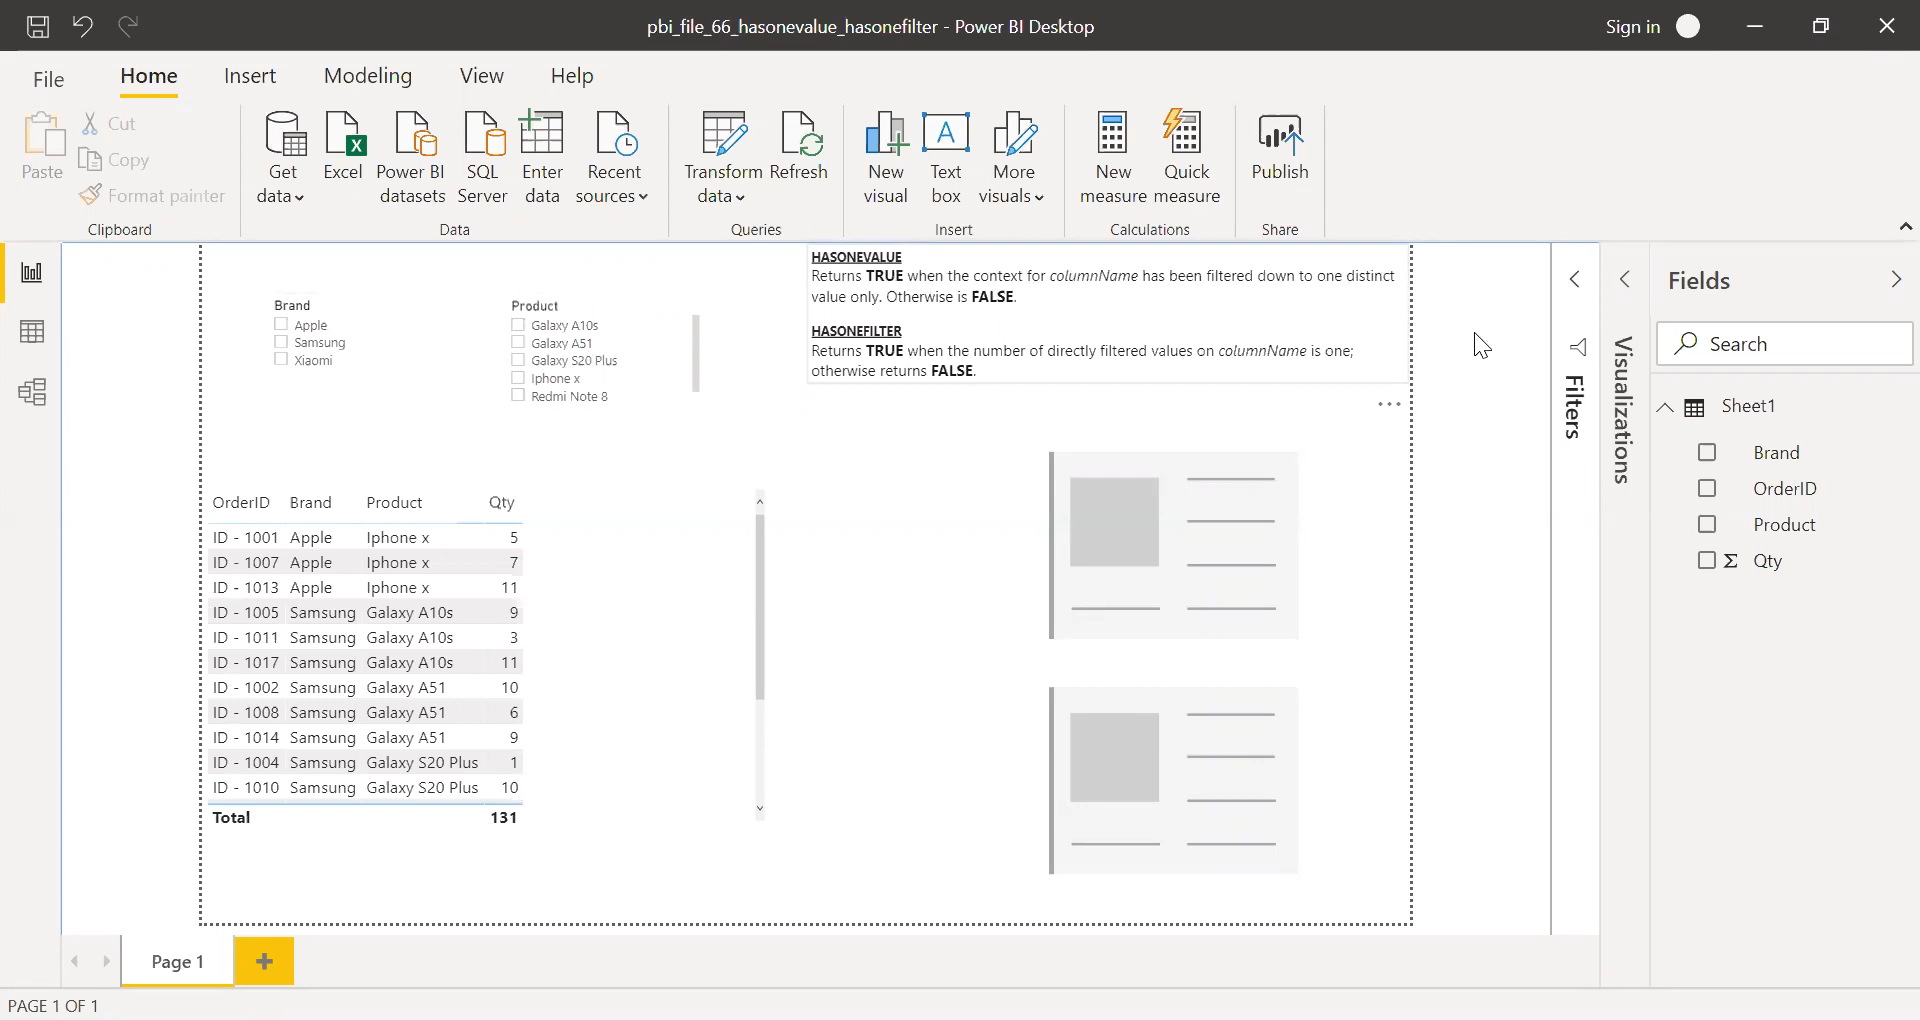 pbi_file_66_hasonevalue_hasonefilter - Power BI Desktop
Sign in
File
Home
Insert
Modeling
View
Help
Paste
Cut
Copy
Format painter
Clipboard
Get data
Excel
Power BI datasets
SQL Server
Enter data
Recent sources
Data
Transform data
Refresh
Queries
New visual
Text box
More visuals
Insert
New measure
Quick measure
Calculations
Publish
Share
Brand
Apple
Samsung
Xiaomi
Product
Galaxy A10s
Galaxy A51
Galaxy S20 Plus
Iphone x
Redmi Note 8
HASONEVALUE
Returns TRUE when the context for columnName has been filtered down to one distinct
value only. Otherwise is FALSE.
HASONEFILTER
Returns TRUE when the number of directly filtered values on columnName is one;
otherwise returns FALSE.
OrderID Brand Product Qty
ID - 1001 Apple Iphone x 5
ID - 1007 Apple Iphone x 7
ID - 1013 Apple Iphone x 11
ID - 1005 Samsung Galaxy A10s 9
ID - 1011 Samsung Galaxy A10s 3
ID - 1017 Samsung Galaxy A10s 11
ID - 1002 Samsung Galaxy A51 10
ID - 1008 Samsung Galaxy A51 6
ID - 1014 Samsung Galaxy A51 9
ID - 1004 Samsung Galaxy S20 Plus 1
ID - 1010 Samsung Galaxy S20 Plus 10
Total 131
Filters
Visualizations
Fields
Search
Sheet1
Brand
OrderID
Product
Σ Qty
Page 1
PAGE 1 OF 1